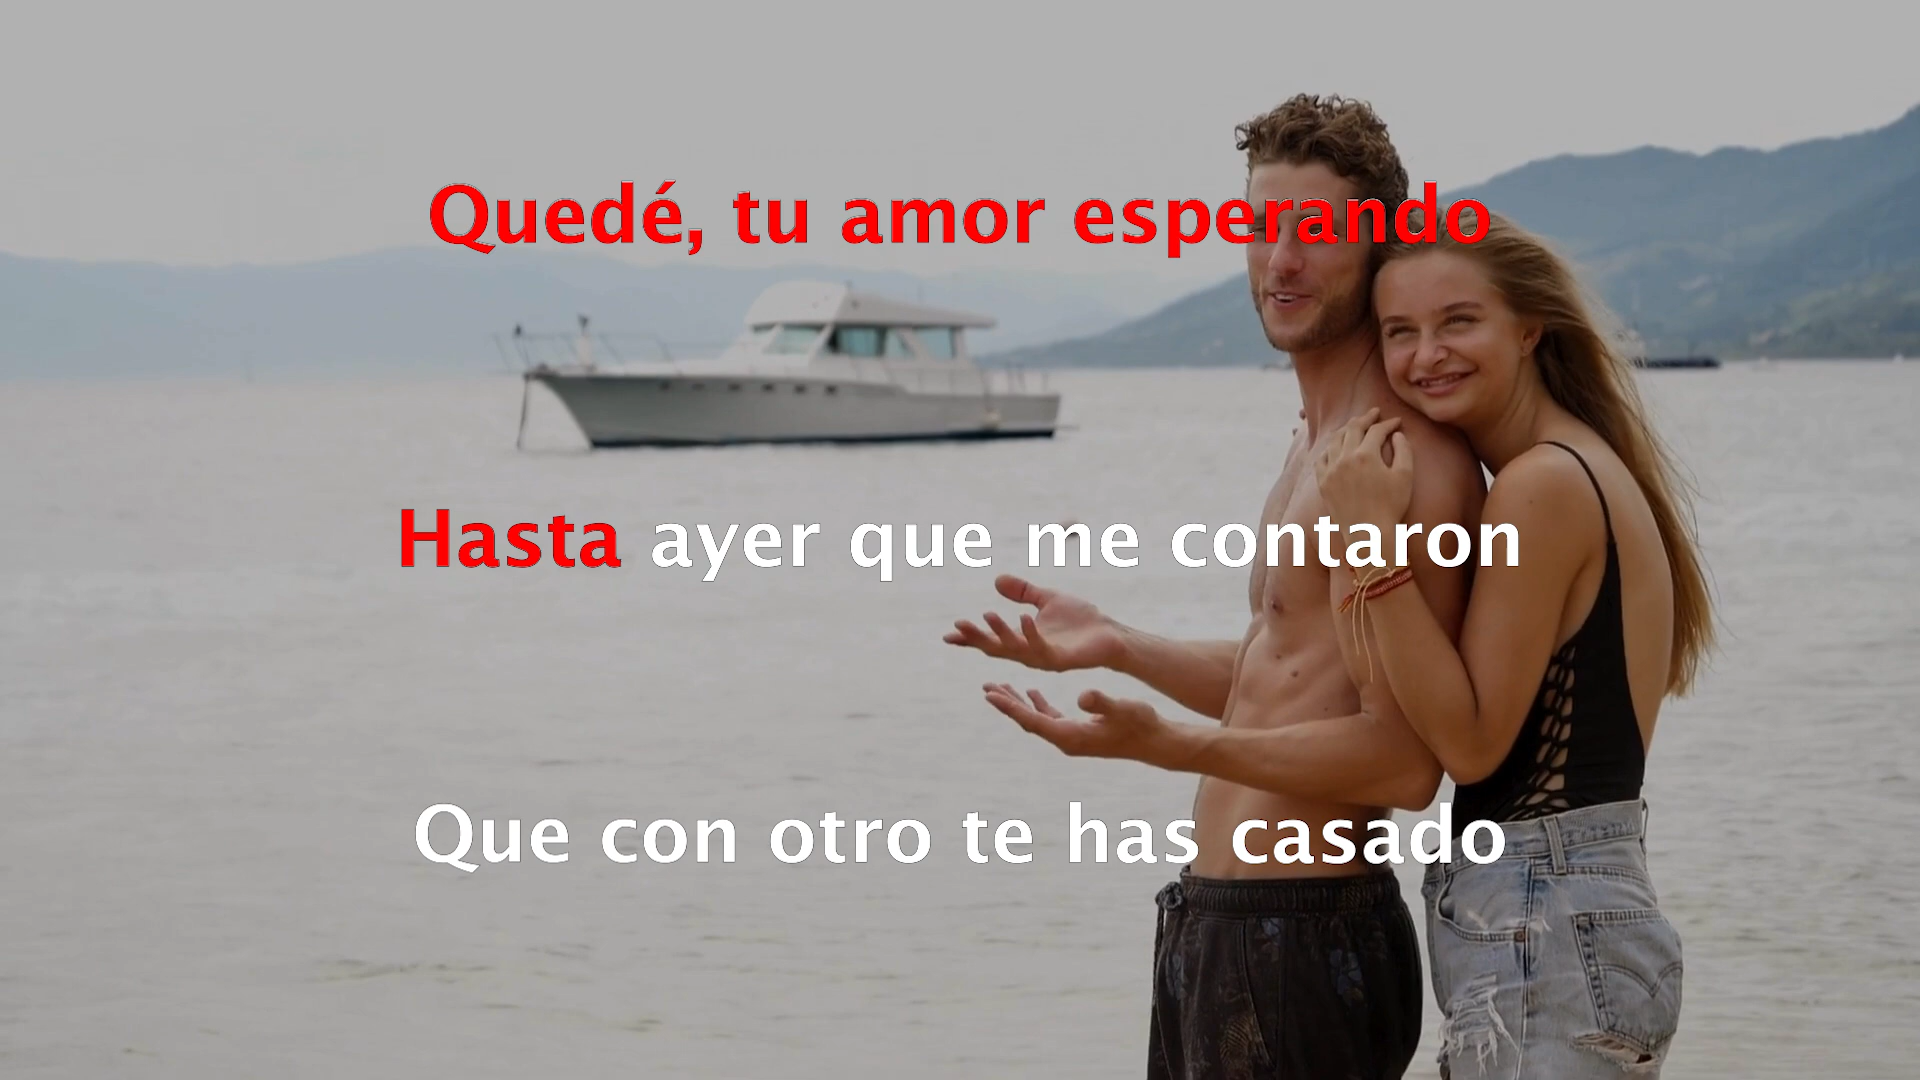 Quedé, tu amor esperando
Hasta ayer que me contaron
Que con otro te has casado